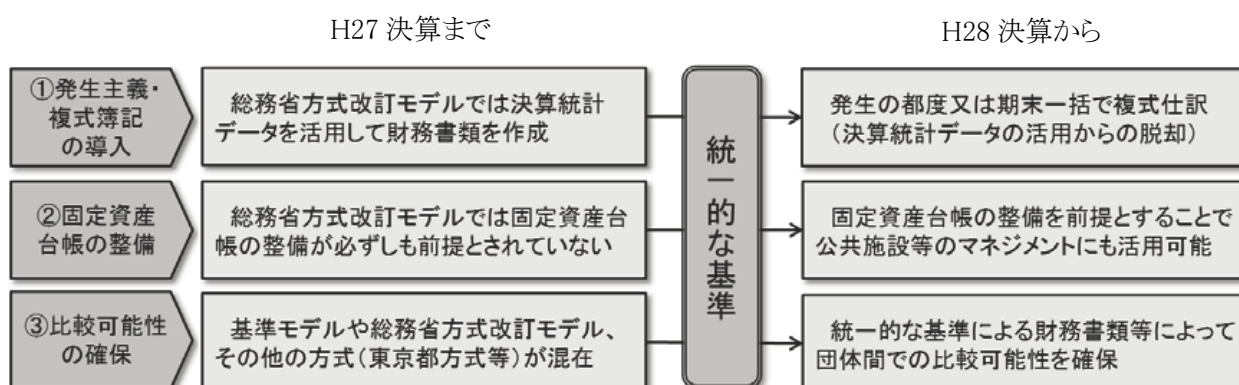 H27 決算まで
H28 決算から
①発生主義・
複式簿記
の導入
総務省方式改訂モデルでは決算統計
データを活用して財務書類を作成
発生の都度又は期末一括で複式仕訳
(決算統計データの活用からの脱却)
②固定資産
台帳の整備
総務省方式改訂モデルでは固定資産台
帳の整備が必ずしも前提とされていない
固定資産台帳の整備を前提とすることで
公共施設等のマネジメントにも活用可能
③比較可能性
の確保
基準モデルや総務省方式改訂モデル、
その他の方式(東京都方式等)が混在
統一的な基準による財務書類等によって
団体間での比較可能性を確保
統一的な基準